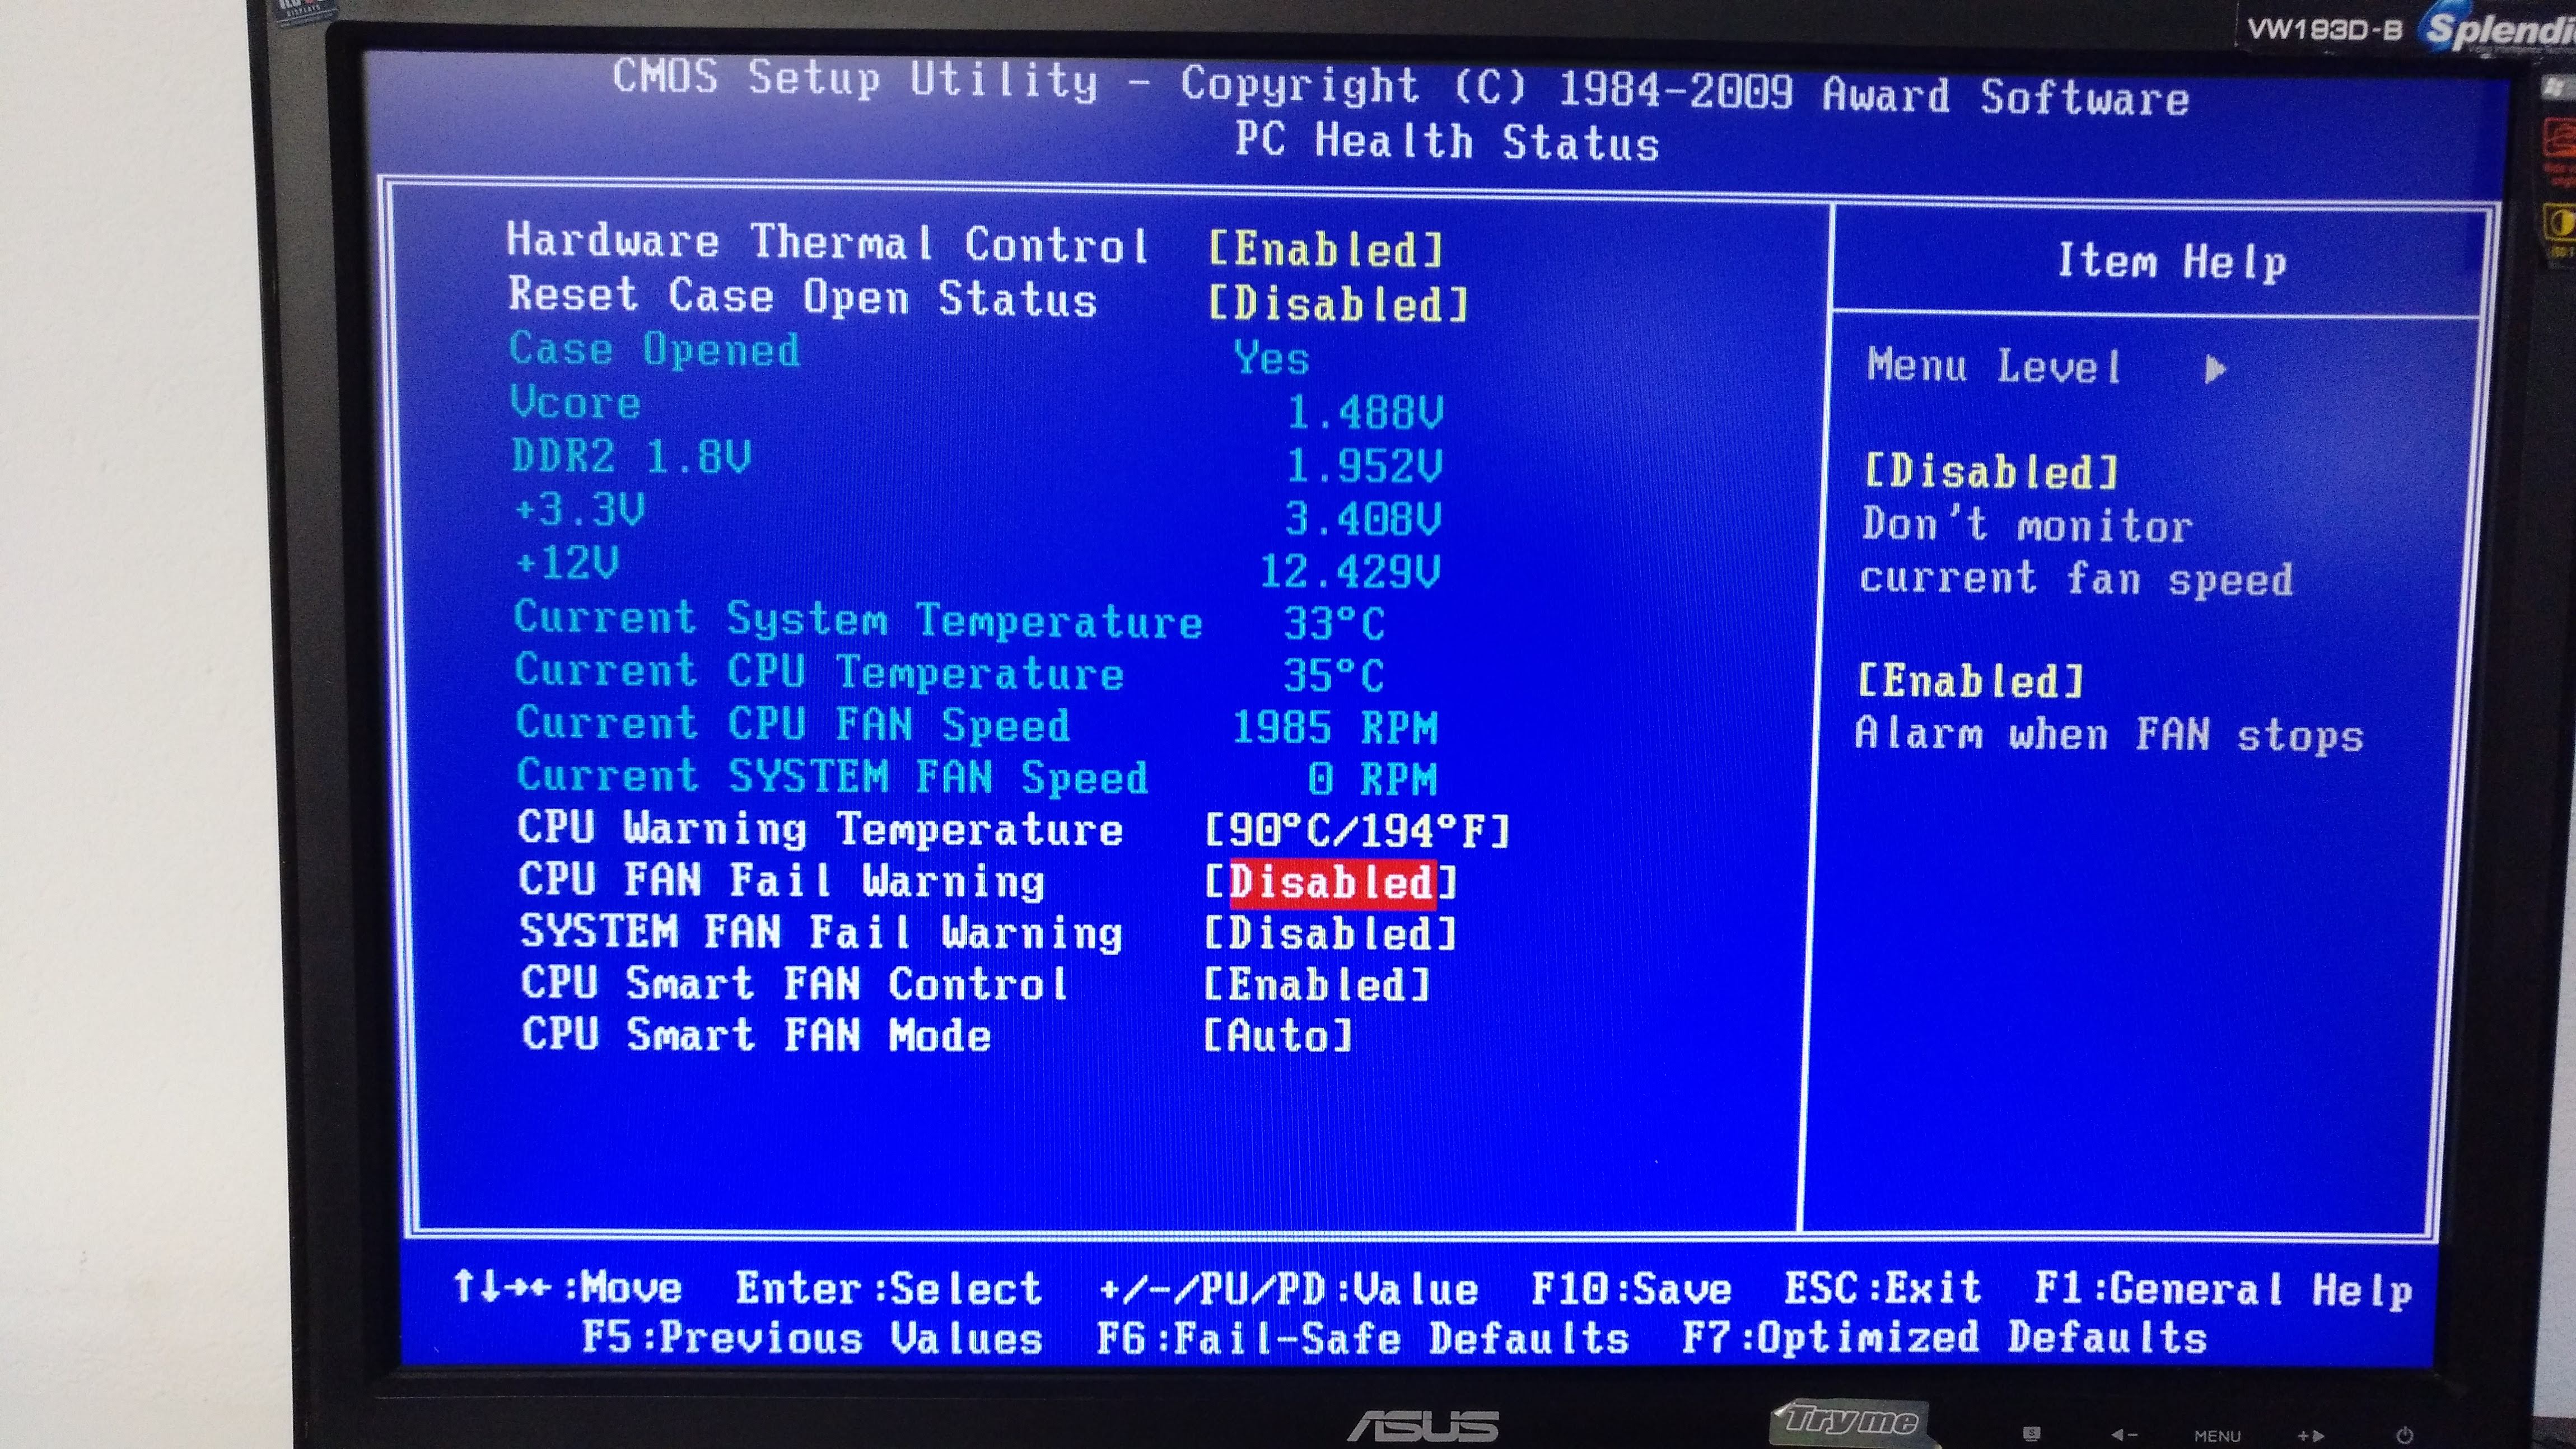 VW193D-B Splendi
CMOS Setup Utility - Copyright (C) 1984-2009 Award Software
PC Health Status
Hardware Thermal Control [Enabled]
Reset Case Open Status [Disabled]
Case Opened Yes
Vcore 1.488V
DDR2 1.8V 1.952V
+3.3V 3.408V
+12V 12.429V
Current System Temperature 33°C
Current CPU Temperature 35°C
Current CPU FAN Speed 1985 RPM
Current SYSTEM FAN Speed 0 RPM
CPU Warning Temperature [90°C/194°F]
CPU FAN Fail Warning [Disabled]
SYSTEM FAN Fail Warning [Disabled]
CPU Smart FAN Control [Enabled]
CPU Smart FAN Mode [Auto]
Item Help
Menu Level ▶
[Disabled]
Don't monitor
current fan speed
[Enabled]
Alarm when FAN stops
↑↓→←:Move Enter:Select +/-/PU/PD:Value F10:Save ESC:Exit F1:General Help
F5:Previous Values F6:Fail-Safe Defaults F7:Optimized Defaults
ASUS Try me S ◀- MENU +▶